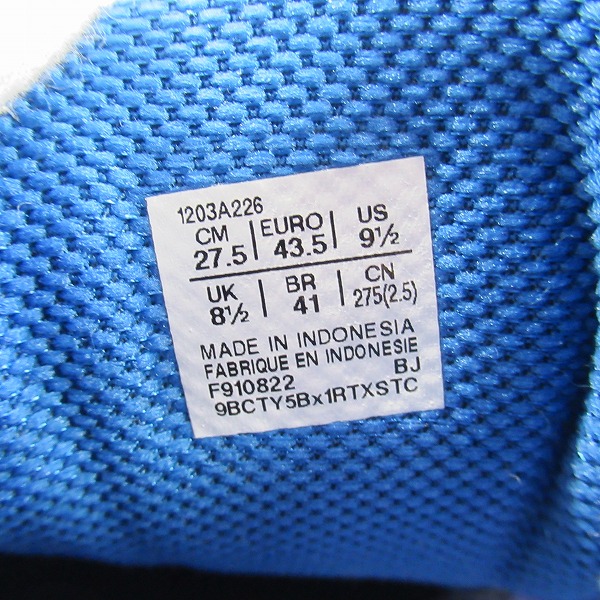 1203A226
CM | EURO | US
27.5 | 43.5 | 9½
UK | BR | CN
8½ | 41 | 275(2.5)
MADE IN INDONESIA
FABRIQUE EN INDONESIE
F910822 BJ
9BCTY5Bx1RTXSTC